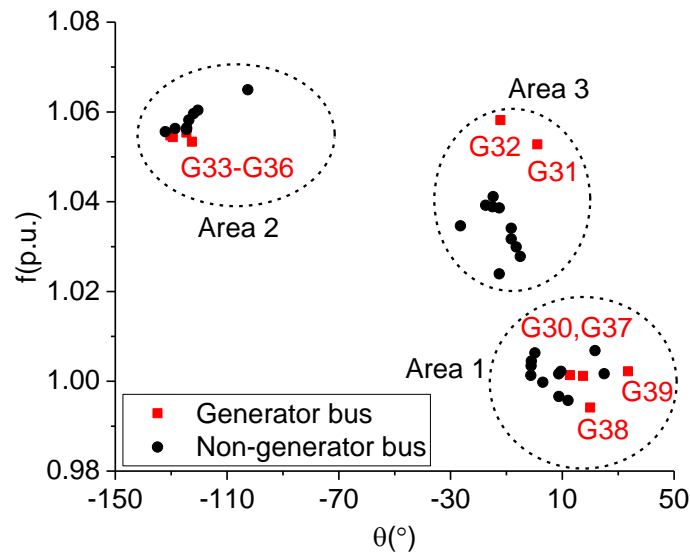 1.08
1.06
1.04
1.02
1.00
0.98
f(p.u.)
Area 3
G32
G31
G33-G36
Area 2
G30,G37
Area 1
G39
G38
Generator bus
Non-generator bus
-150
-110
-70
-30
10
50
θ(°)